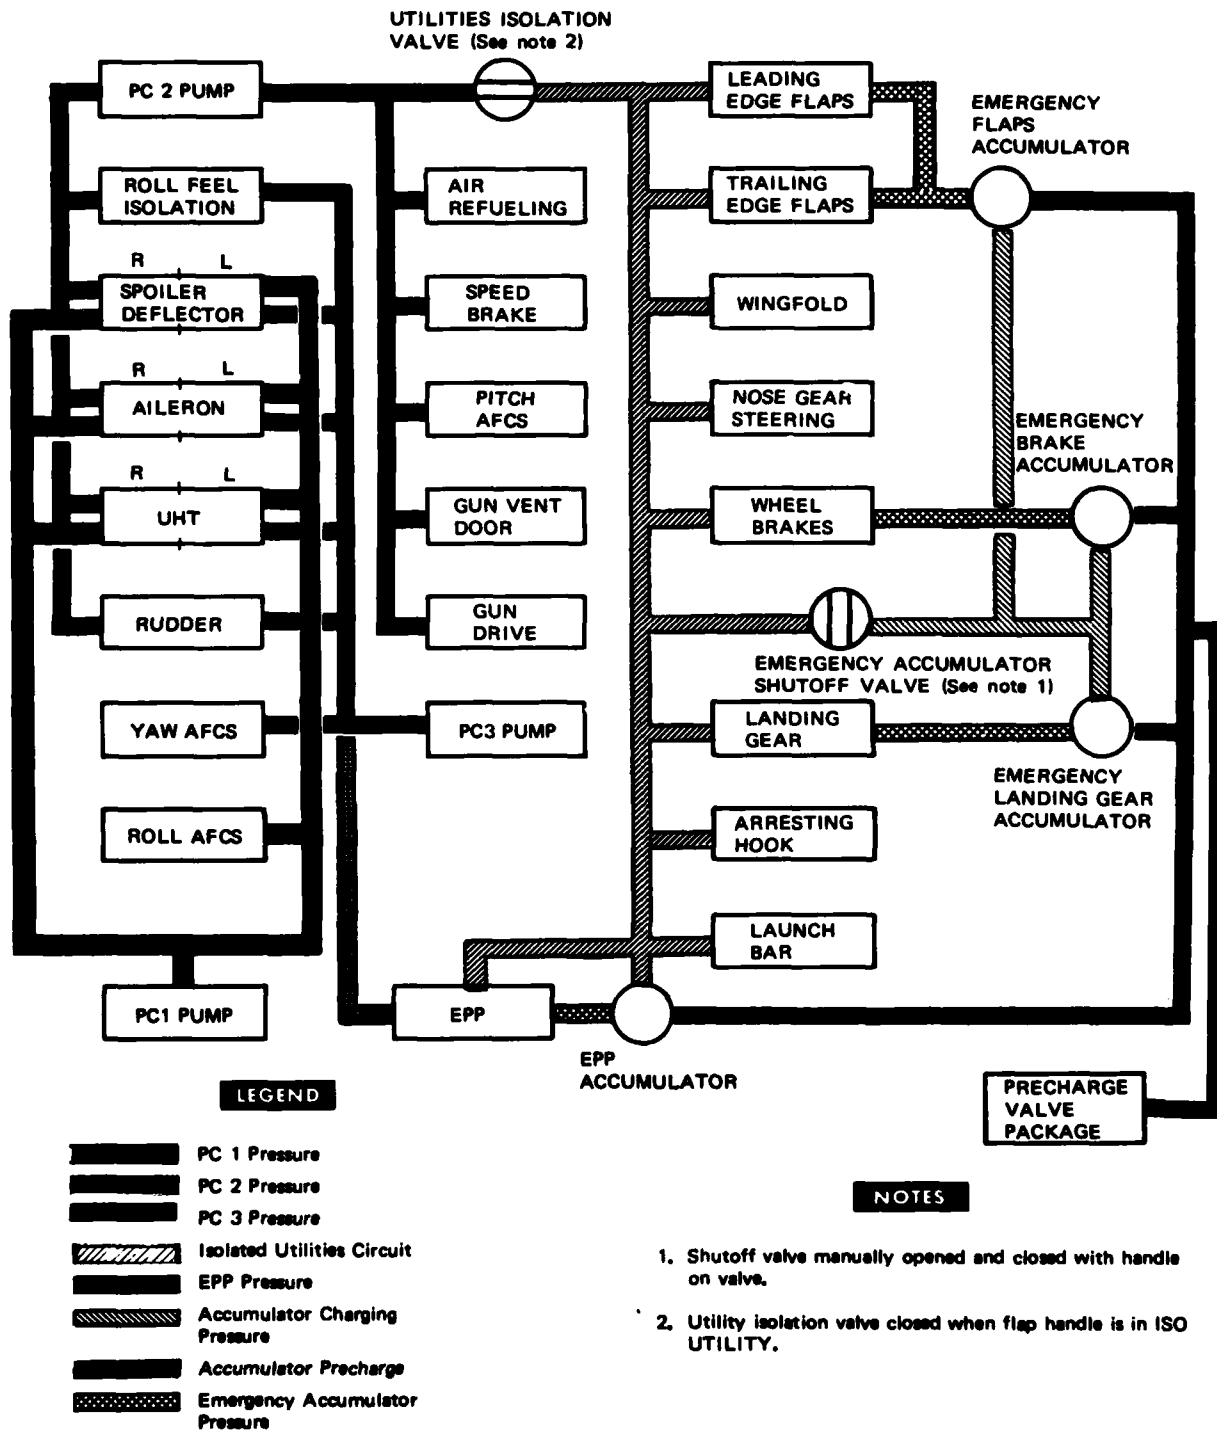 UTILITIES ISOLATION
VALVE (See note 2)
PC 2 PUMP
LEADING
EDGE FLAPS
EMERGENCY
FLAPS
ACCUMULATOR
ROLL FEEL
ISOLATION
AIR
REFUELING
TRAILING
EDGE FLAPS
R L
SPOILER
DEFLECTOR
SPEED
BRAKE
WINGFOLD
R L
AILERON
PITCH
AFCS
NOSE GEAR
STEERING
EMERGENCY
BRAKE
ACCUMULATOR
R L
UHT
GUN VENT
DOOR
WHEEL
BRAKES
RUDDER
GUN
DRIVE
EMERGENCY ACCUMULATOR
SHUTOFF VALVE (See note 1)
YAW AFCS
PC3 PUMP
LANDING
GEAR
EMERGENCY
LANDING GEAR
ACCUMULATOR
ROLL AFCS
ARRESTING
HOOK
LAUNCH
BAR
PC1 PUMP
EPP
EPP
ACCUMULATOR
PRECHARGE
VALVE
PACKAGE
LEGEND
PC 1 Pressure
PC 2 Pressure
PC 3 Pressure
Isolated Utilities Circuit
EPP Pressure
Accumulator Charging
Pressure
Accumulator Precharge
Emergency Accumulator
Pressure
NOTES
1. Shutoff valve manually opened and closed with handle
on valve.
2. Utility isolation valve closed when flap handle is in ISO
UTILITY.